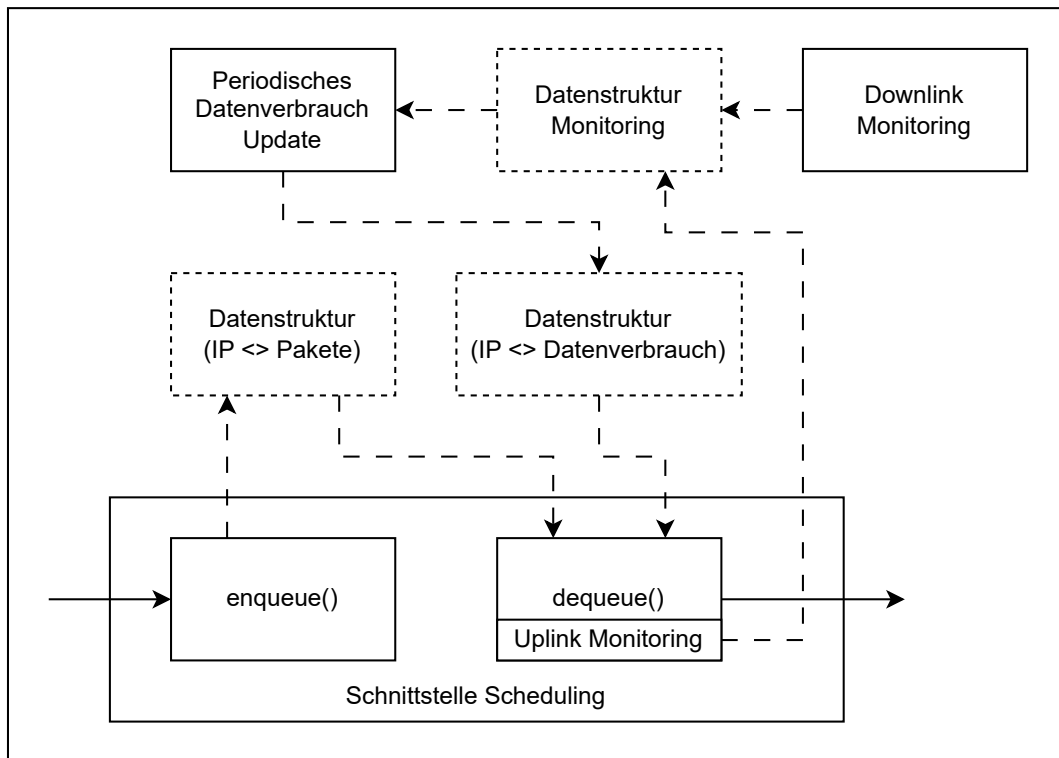 Periodisches
Datenverbrauch
Update
Datenstruktur
Monitoring
Downlink
Monitoring
Datenstruktur
(IP <> Pakete)
Datenstruktur
(IP <> Datenverbrauch)
enqueue()
dequeue()
Uplink Monitoring
Schnittstelle Scheduling